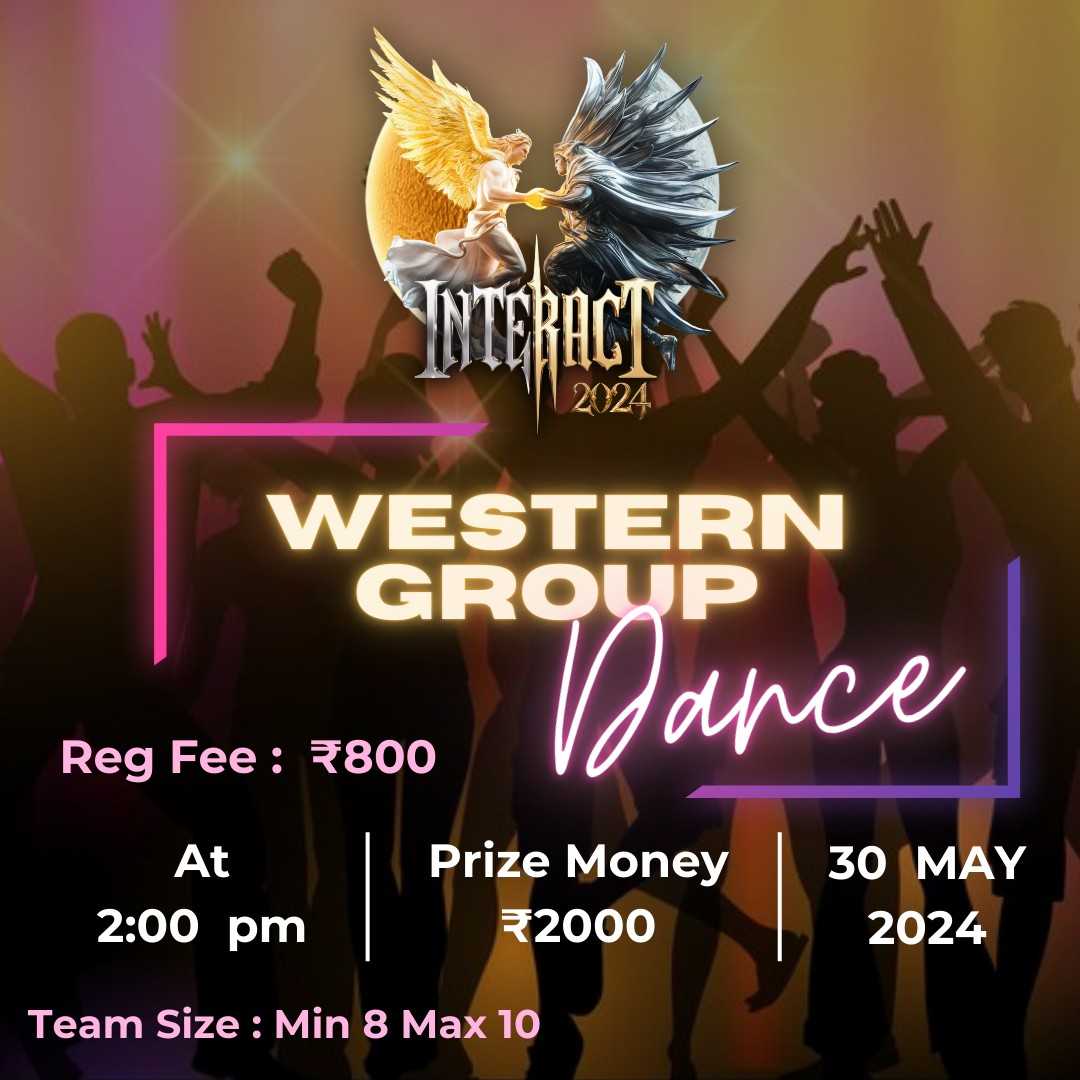 INTERACT
2024
WESTERN
GROUP
Dance
Reg Fee : ₹800
At
2:00 pm
Prize Money
₹2000
30 MAY
2024
Team Size : Min 8 Max 10